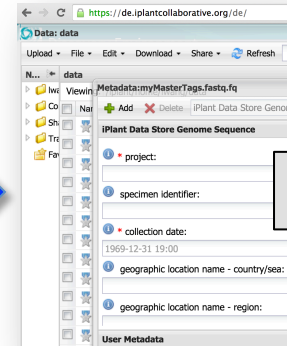 https://de.iplantcollaborative.org/de/
Data: data
Upload File Edit Download Share Refresh
N... data
Viewing
Metadata:myMasterTags.fastq.fq
Add Delete iPlant Data Store Geno
iPlant Data Store Genome Sequence
* project:
specimen identifier:
* collection date:
1969-12-31 19:00
geographic location name - country/sea:
geographic location name - region:
User Metadata